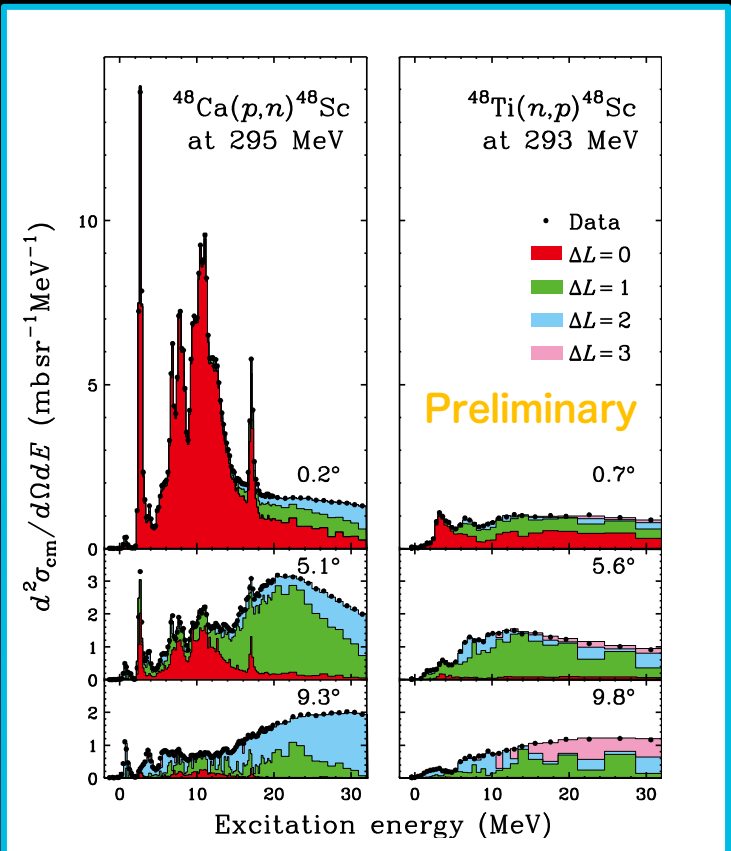 ⁴⁸Ca(p,n)⁴⁸Sc
at 295 MeV
⁴⁸Ti(n,p)⁴⁸Sc
at 293 MeV
Data
ΔL=0
ΔL=1
ΔL=2
ΔL=3
Preliminary
0.2°
0.7°
5.1°
5.6°
9.3°
9.8°
10
5
0
3
2
1
0
2
1
0
0 10 20 30
0 10 20 30
d²σcm/dΩdE (mb sr⁻¹MeV⁻¹)
Excitation energy (MeV)